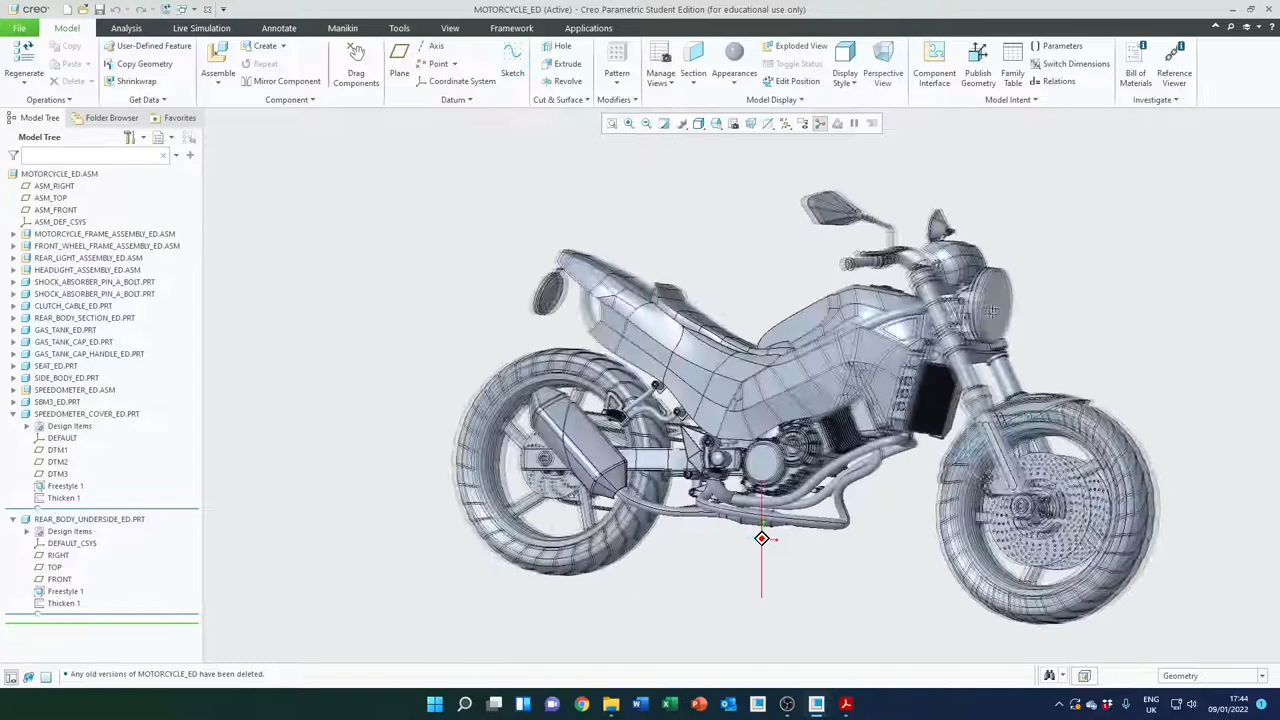 creo
MOTORCYCLE_ED (Active) - Creo Parametric Student Edition (for educational use only)
File Model Analysis Annotate Live Simulation Manikin Tools View Framework Applications
Regenerate
Copy
Paste
Delete
Operations
User-Defined Feature
Copy Geometry
Shrinkwrap
Get Data
Assemble
Create
Repeat
Mirror Component
Component
Drag Components
Plane
Axis
Point
Coordinate System
Sketch
Datum
Hole
Extrude
Revolve
Cut & Surface
Pattern
Modifiers
Manage Views
Section
Appearances
Exploded View
Toggle Status
Edit Position
Display Style
Perspective View
Model Display
Component Interface
Publish Geometry
Family Table
Parameters
Switch Dimensions
Relations
Model Intent
Bill of Materials
Reference Viewer
Investigate
Model Tree Folder Browser Favorites
Model Tree
MOTORCYCLE_ED.ASM
ASM_RIGHT
ASM_TOP
ASM_FRONT
ASM_DEF_CSYS
MOTORCYCLE_FRAME_ASSEMBLY_ED.ASM
FRONT_WHEEL_FRAME_ASSEMBLY_ED.ASM
REAR_LIGHT_ASSEMBLY_ED.ASM
HEADLIGHT_ASSEMBLY_ED.ASM
SHOCK_ABSORBER_PIN_A_BOLT.PRT
SHOCK_ABSORBER_PIN_A_BOLT.PRT
CLUTCH_CABLE_ED.PRT
REAR_BODY_SECTION_ED.PRT
GAS_TANK_ED.PRT
GAS_TANK_CAP_ED.PRT
GAS_TANK_CAP_HANDLE_ED.PRT
SEAT_ED.PRT
SIDE_BODY_ED.PRT
SPEEDOMETER_ED.ASM
SBM3_ED.PRT
SPEEDOMETER_COVER_ED.PRT
Design Items
DEFAULT
DTM1
DTM2
DTM3
Freestyle 1
Thicken 1
REAR_BODY_UNDERSIDE_ED.PRT
Design Items
DEFAULT_CSYS
RIGHT
TOP
FRONT
Freestyle 1
Thicken 1
Any old versions of MOTORCYCLE_ED have been deleted.
Geometry
ENG
UK
17:44
09/01/2022